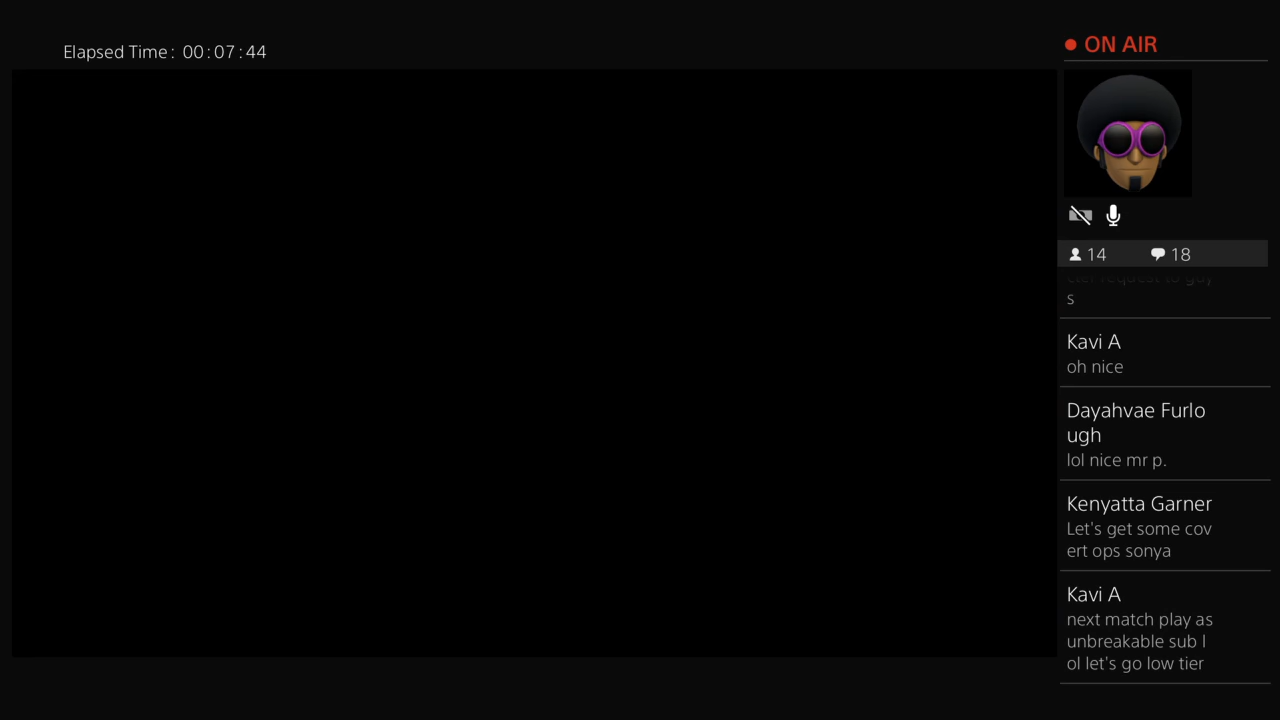 Elapsed Time: 00:07:44
ON AIR
14
18
s
Kavi A
oh nice
Dayahvae Furlo
ugh
lol nice mr p.
Kenyatta Garner
Let's get some cov
ert ops sonya
Kavi A
next match play as
unbreakable sub l
ol let's go low tier